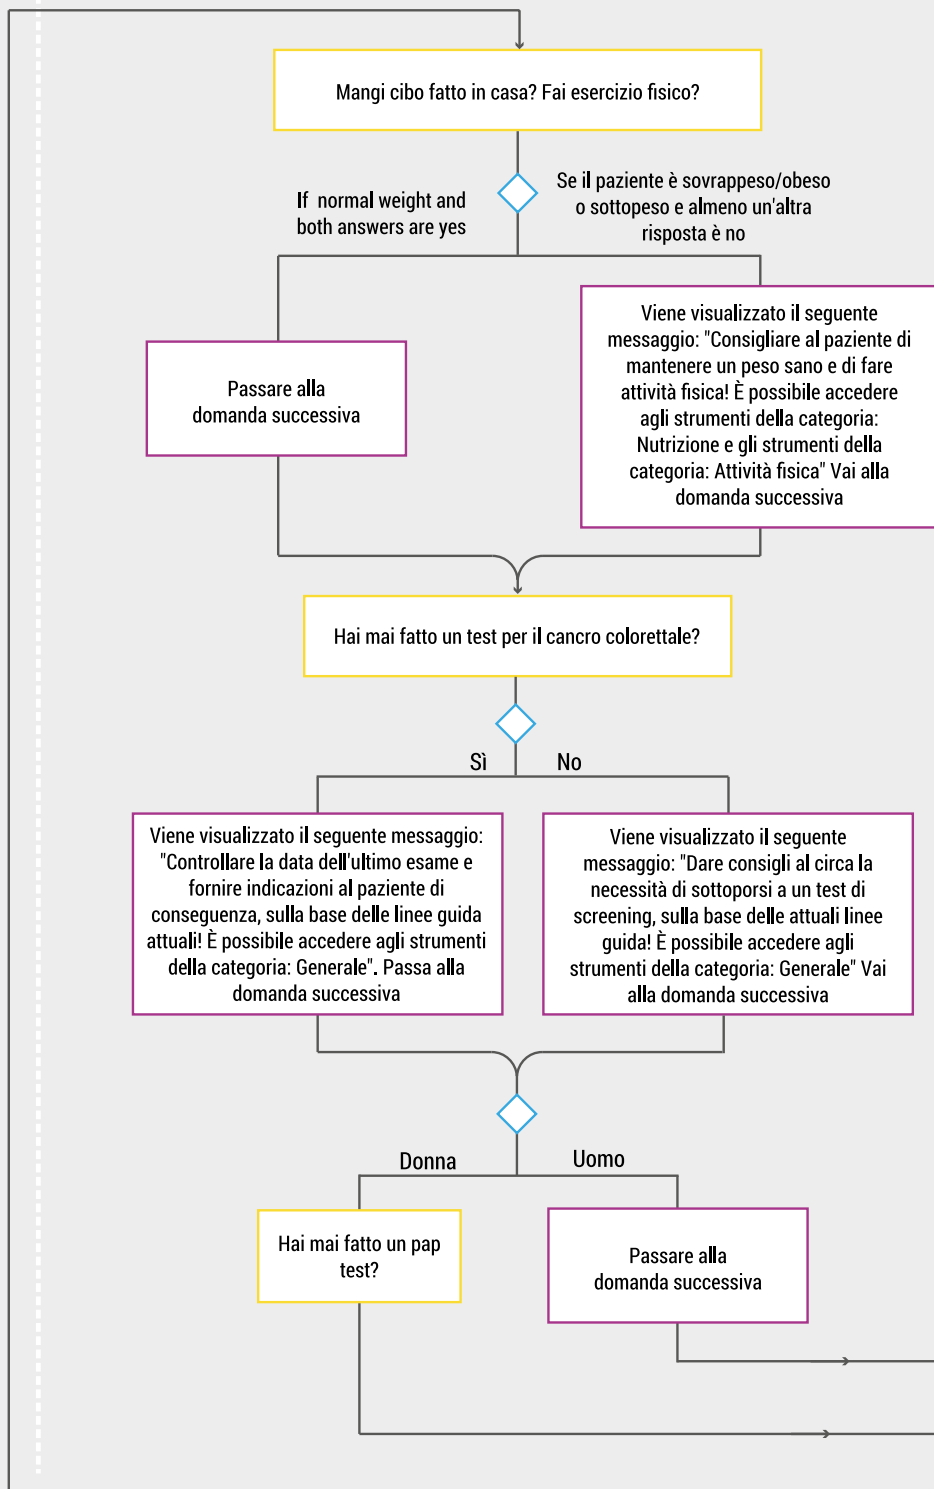 Mangi cibo fatto in casa? Fai esercizio fisico?
If normal weight and
both answers are yes
Se il paziente è sovrappeso/obeso
o sottopeso e almeno un'altra
risposta è no
Passare alla
domanda successiva
Viene visualizzato il seguente
messaggio: "Consigliare al paziente di
mantenere un peso sano e di fare
attività fisica! È possibile accedere
agli strumenti della categoria:
Nutrizione e gli strumenti della
categoria: Attività fisica" Vai alla
domanda successiva
Hai mai fatto un test per il cancro colorettale?
Sì
No
Viene visualizzato il seguente messaggio:
"Controllare la data dell'ultimo esame e
fornire indicazioni al paziente di
conseguenza, sulla base delle linee guida
attuali! È possibile accedere agli strumenti
della categoria: Generale". Passa alla
domanda successiva
Viene visualizzato il seguente
messaggio: "Dare consigli al circa la
necessità di sottoporsi a un test di
screening, sulla base delle attuali linee
guida! È possibile accedere agli
strumenti della categoria: Generale" Vai
alla domanda successiva
Donna
Uomo
Hai mai fatto un pap
test?
Passare alla
domanda successiva